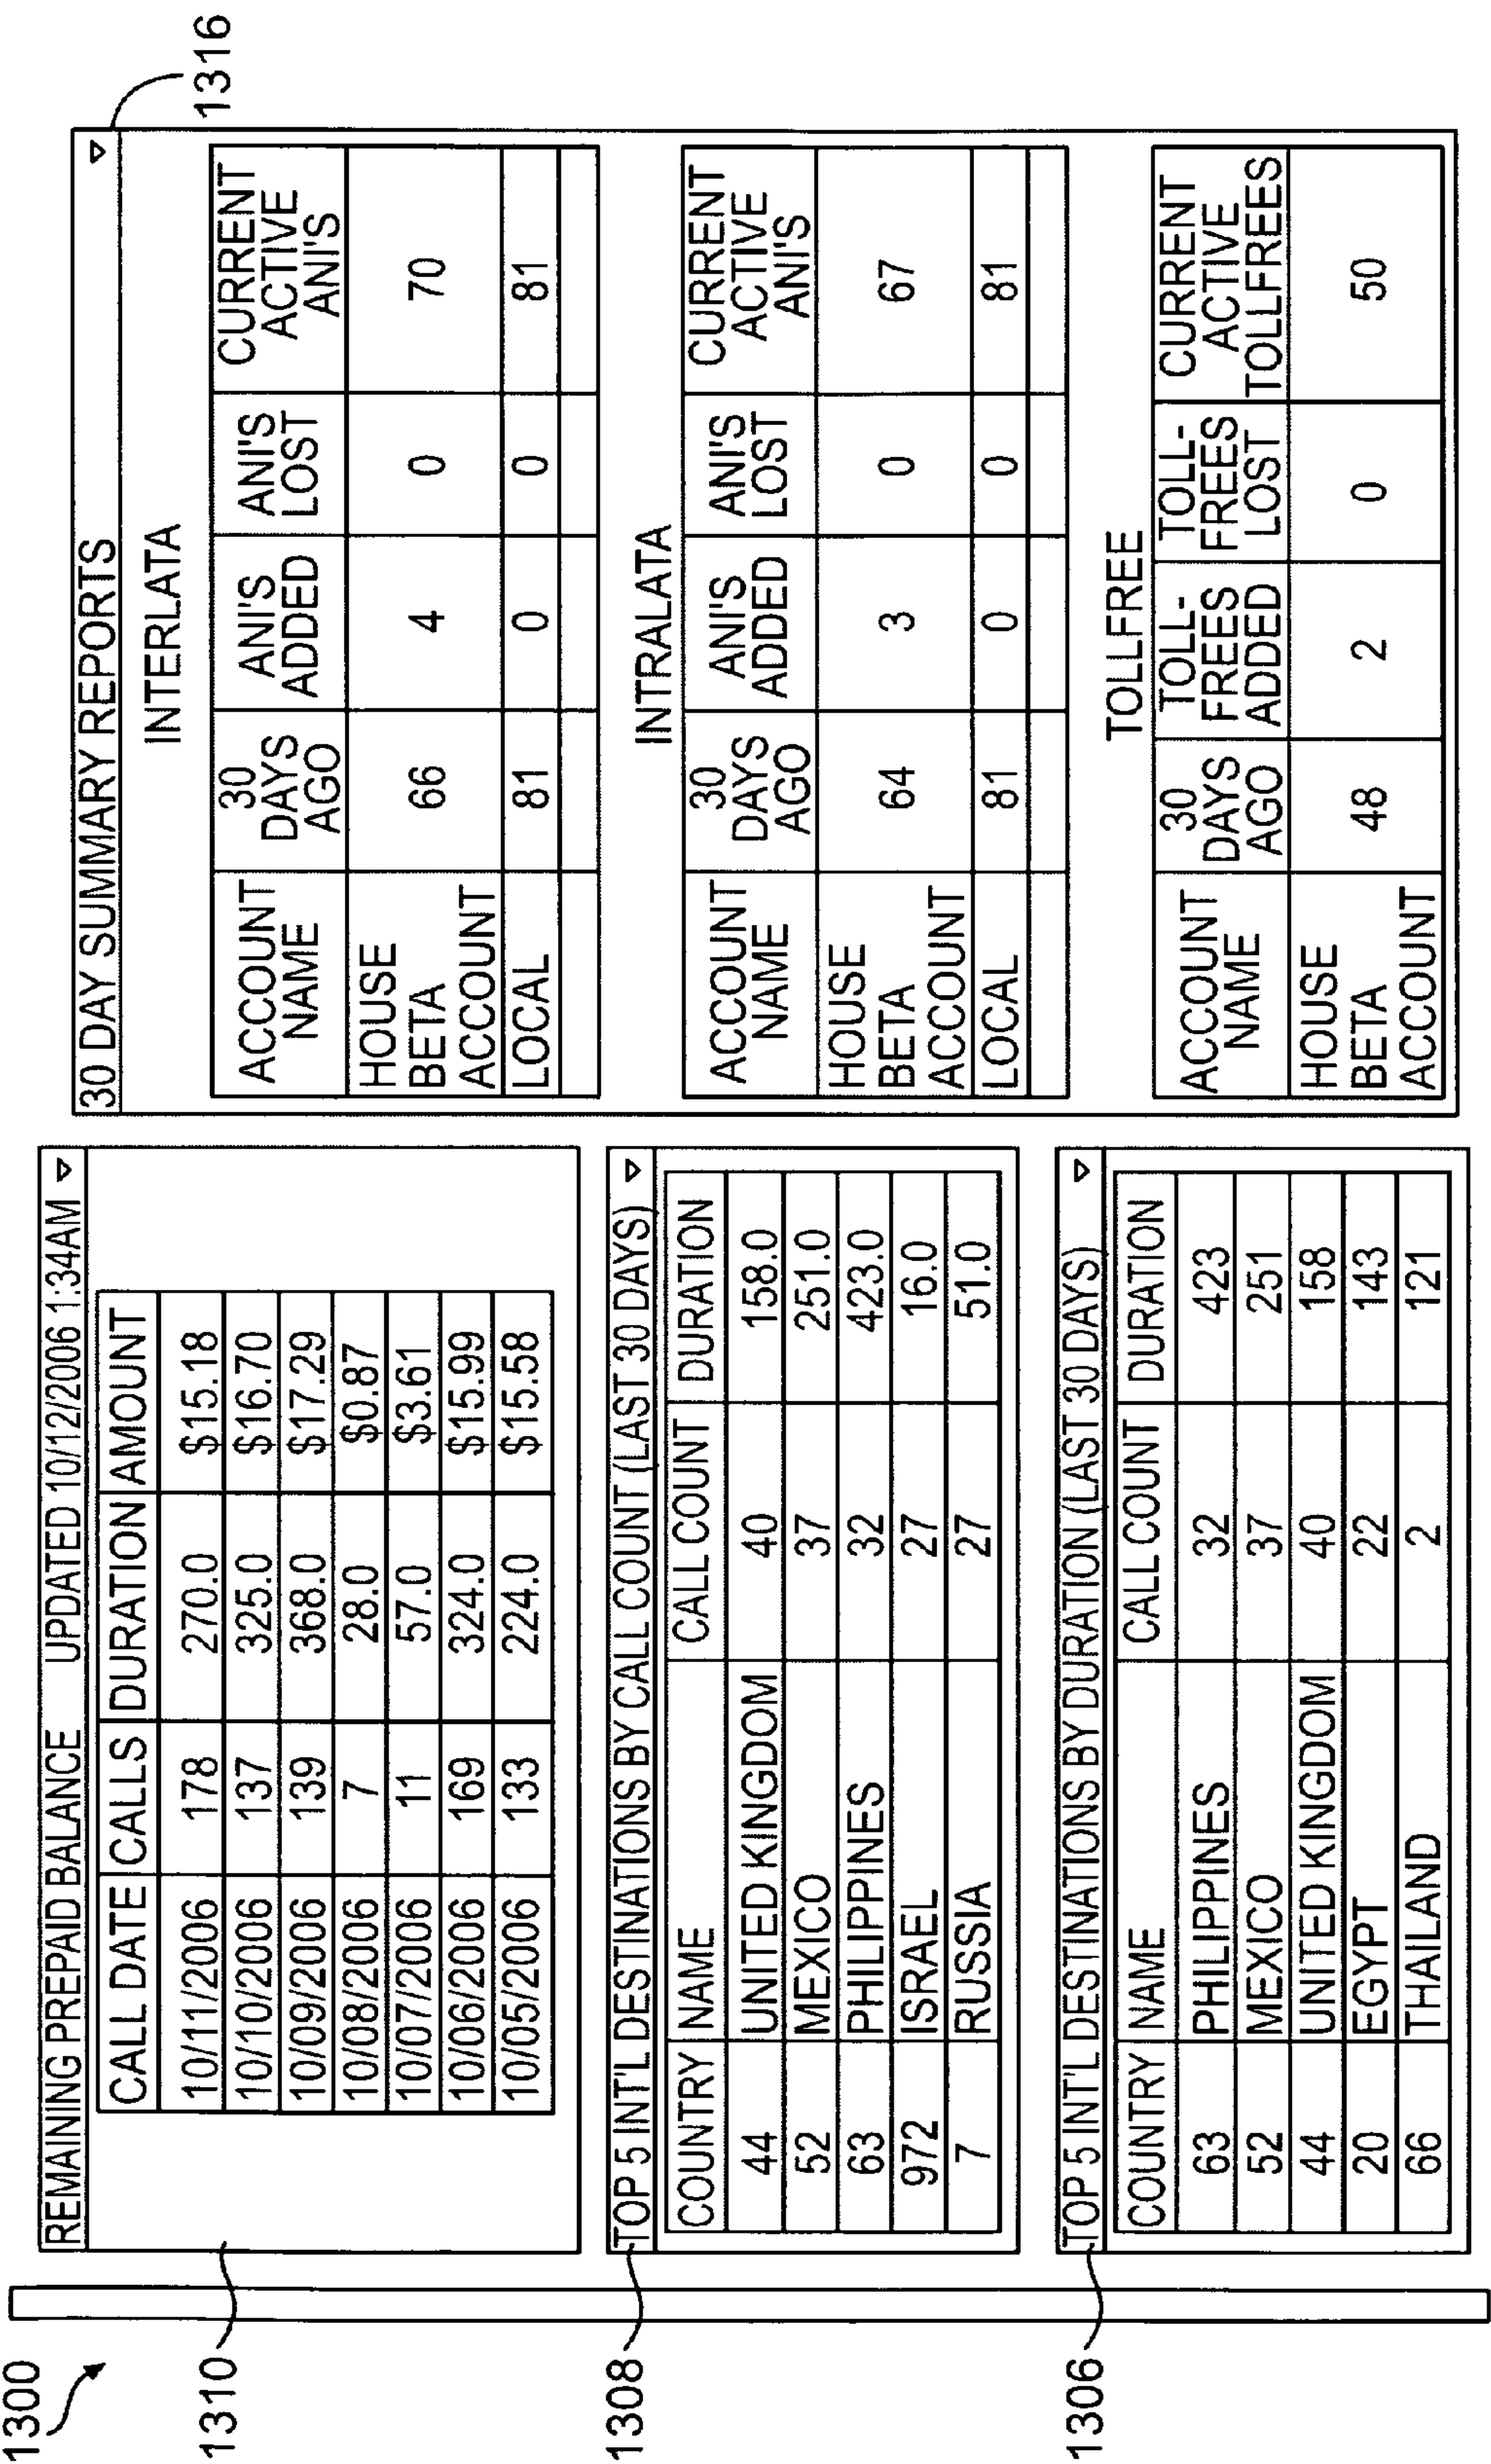 1300
1310
REMAINING PREPAID BALANCE UPDATED 10/12/2006 1:34AM
CALL DATE CALLS DURATION AMOUNT
10/11/2006 178 270.0 $15.18
10/10/2006 137 325.0 $16.70
10/09/2006 139 368.0 $17.29
10/08/2006 7 28.0 $0.87
10/07/2006 11 57.0 $3.61
10/06/2006 169 324.0 $15.99
10/05/2006 133 224.0 $15.58
1308
TOP 5 INT'L DESTINATIONS BY CALL COUNT (LAST 30 DAYS)
COUNTRY NAME CALL COUNT DURATION
44 UNITED KINGDOM 40 158.0
52 MEXICO 37 251.0
63 PHILIPPINES 32 423.0
972 ISRAEL 27 16.0
7 RUSSIA 27 51.0
1306
TOP 5 INT'L DESTINATIONS BY DURATION (LAST 30 DAYS)
COUNTRY NAME CALL COUNT DURATION
63 PHILIPPINES 32 423
52 MEXICO 37 251
44 UNITED KINGDOM 40 158
20 EGYPT 22 143
66 THAILAND 2 121
1316
30 DAY SUMMARY REPORTS
INTERLATA
ACCOUNT NAME 30 DAYS AGO ANI'S ADDED ANI'S LOST CURRENT ACTIVE ANI'S
HOUSE BETA ACCOUNT 66 4 0 70
LOCAL 81 0 0 81
INTRALATA
ACCOUNT NAME 30 DAYS AGO ANI'S ADDED ANI'S LOST CURRENT ACTIVE ANI'S
HOUSE BETA ACCOUNT 64 3 0 67
LOCAL 81 0 0 81
TOLLFREE
ACCOUNT NAME 30 DAYS AGO TOLL-FREES ADDED TOLL-FREES LOST CURRENT ACTIVE TOLLFREES
HOUSE BETA ACCOUNT 48 2 0 50